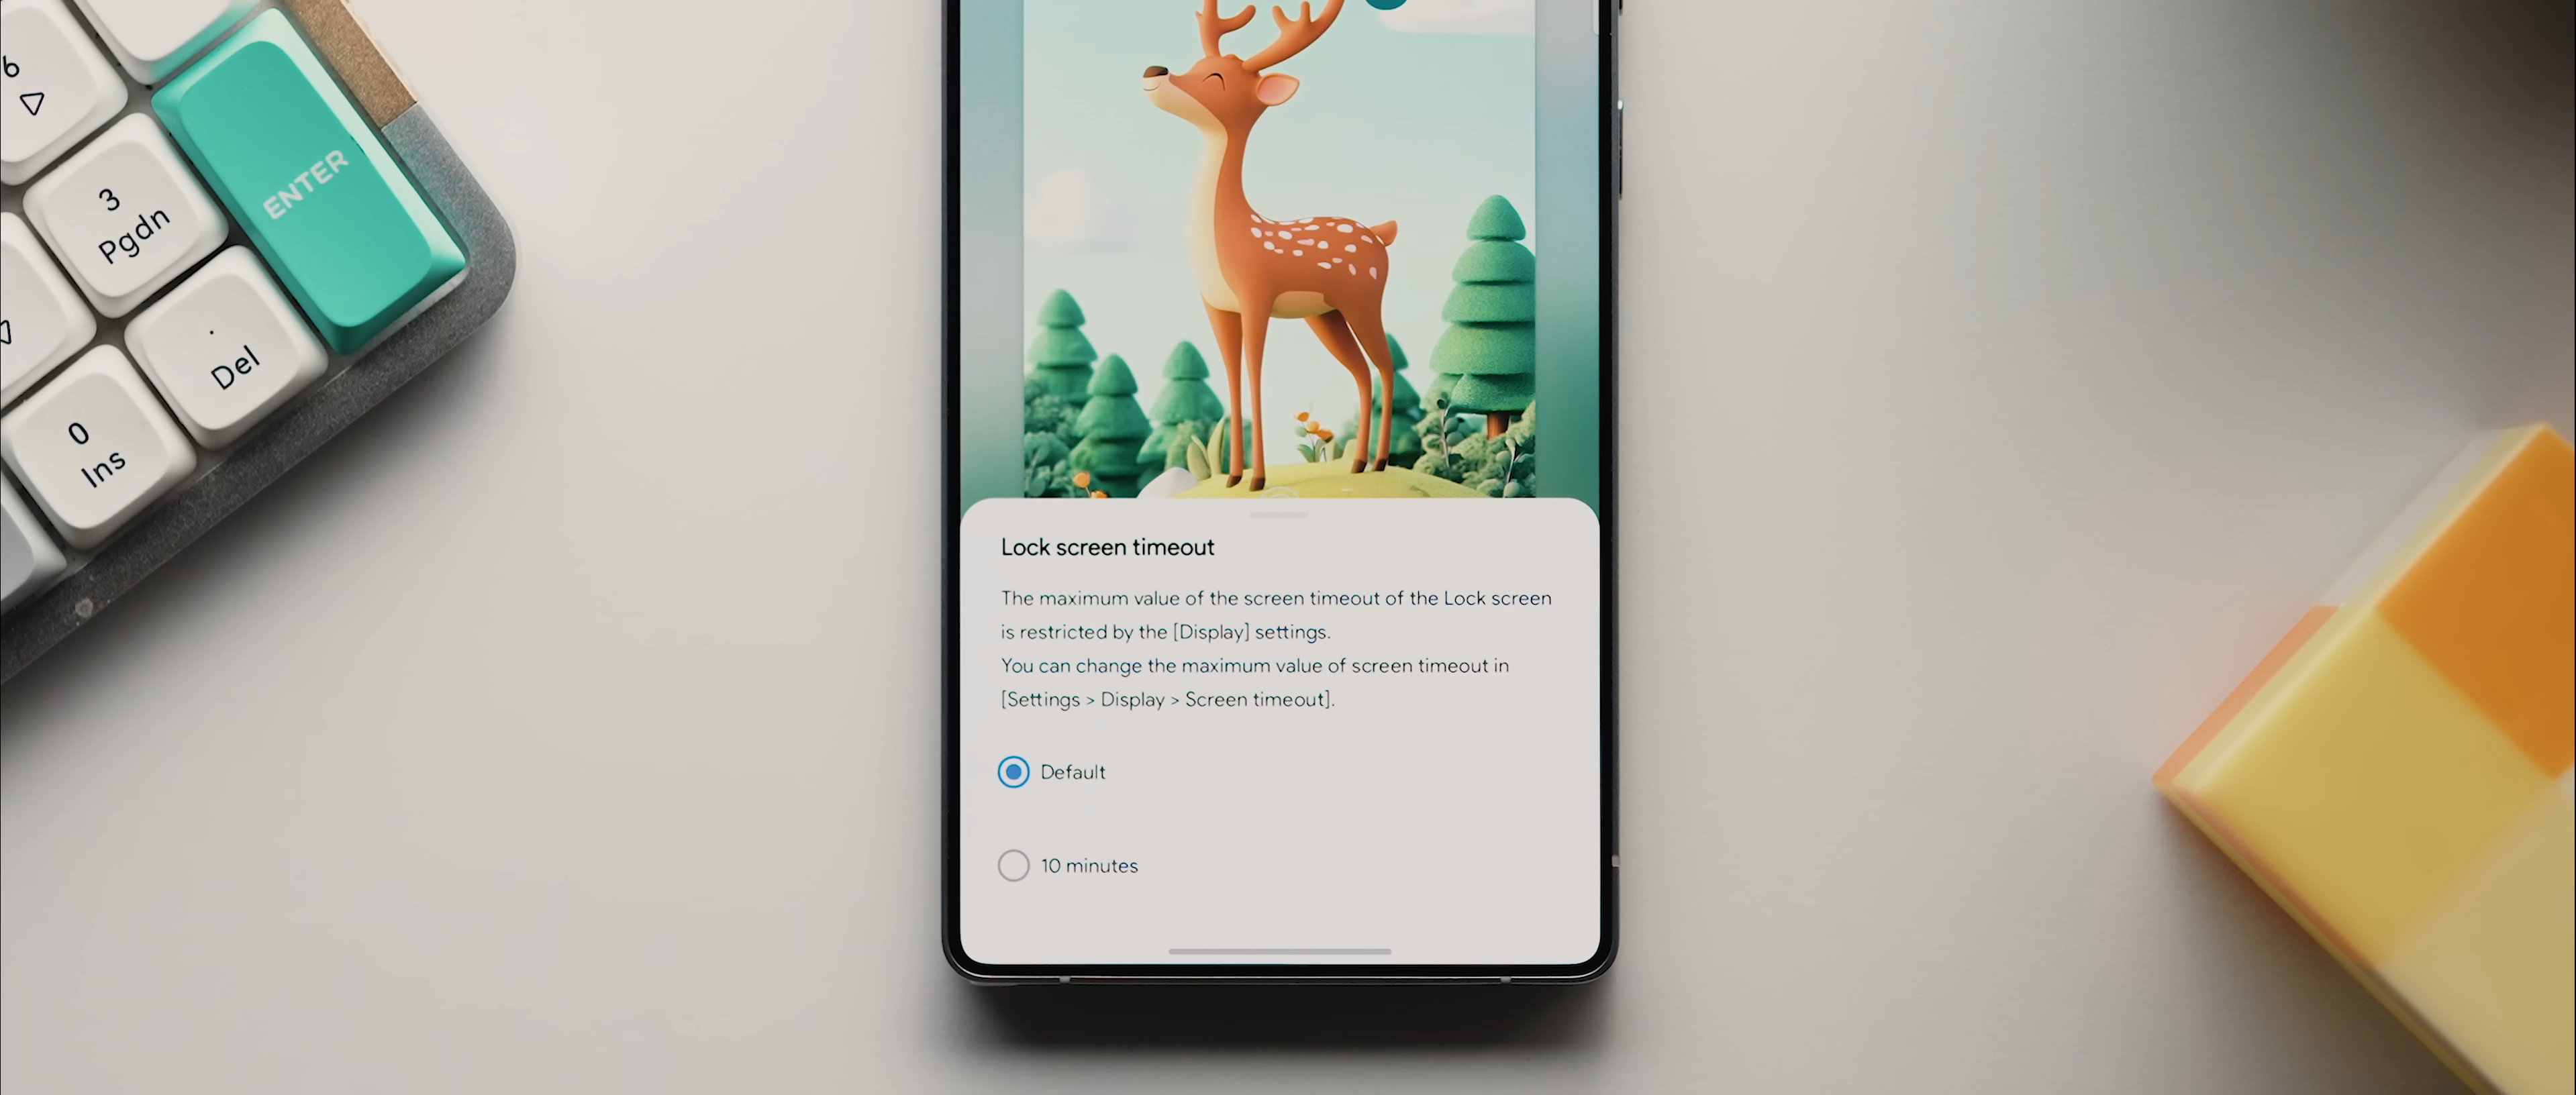 6
3
Pgdn
ENTER
.
Del
0
Ins
Lock screen timeout
The maximum value of the screen timeout of the Lock screen
is restricted by the [Display] settings.
You can change the maximum value of screen timeout in
[Settings > Display > Screen timeout].
Default
10 minutes